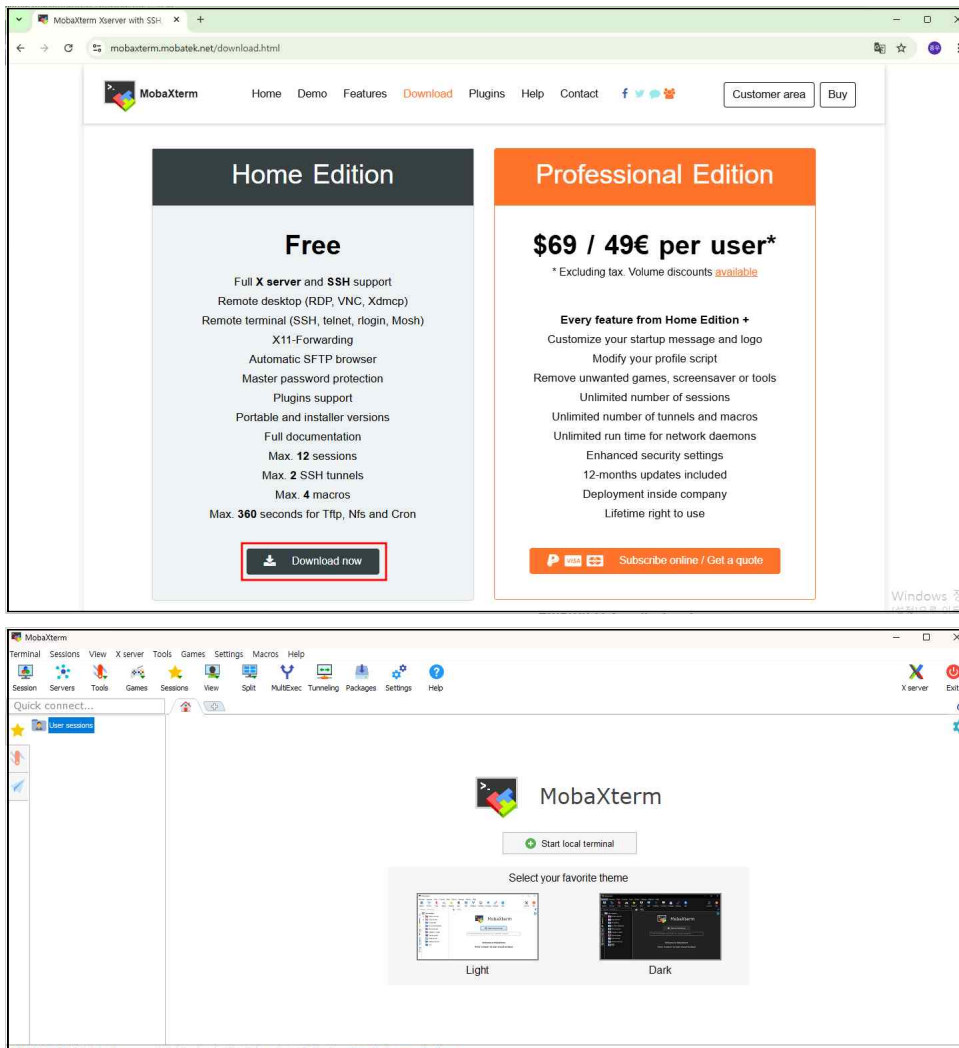 MobaXterm Xserver with SSH
mobaxterm.mobatek.net/download.html
MobaXterm Home Demo Features Download Plugins Help Contact Customer area Buy
Home Edition
Free
Full X server and SSH support
Remote desktop (RDP, VNC, Xdmcp)
Remote terminal (SSH, telnet, rlogin, Mosh)
X11-Forwarding
Automatic SFTP browser
Master password protection
Plugins support
Portable and installer versions
Full documentation
Max. 12 sessions
Max. 2 SSH tunnels
Max. 4 macros
Max. 360 seconds for Tftp, Nfs and Cron
Download now
Professional Edition
$69 / 49€ per user*
* Excluding tax. Volume discounts available
Every feature from Home Edition +
Customize your startup message and logo
Modify your profile script
Remove unwanted games, screensaver or tools
Unlimited number of sessions
Unlimited number of tunnels and macros
Unlimited run time for network daemons
Enhanced security settings
12-months updates included
Deployment inside company
Lifetime right to use
VISA Subscribe online / Get a quote
Windows
MobaXterm
Terminal Sessions View X server Tools Games Settings Macros Help
Session Servers Tools Games Sessions View Split MultiExec Tunneling Packages Settings Help X server Exit
Quick connect...
User sessions
MobaXterm
Start local terminal
Select your favorite theme
Light Dark